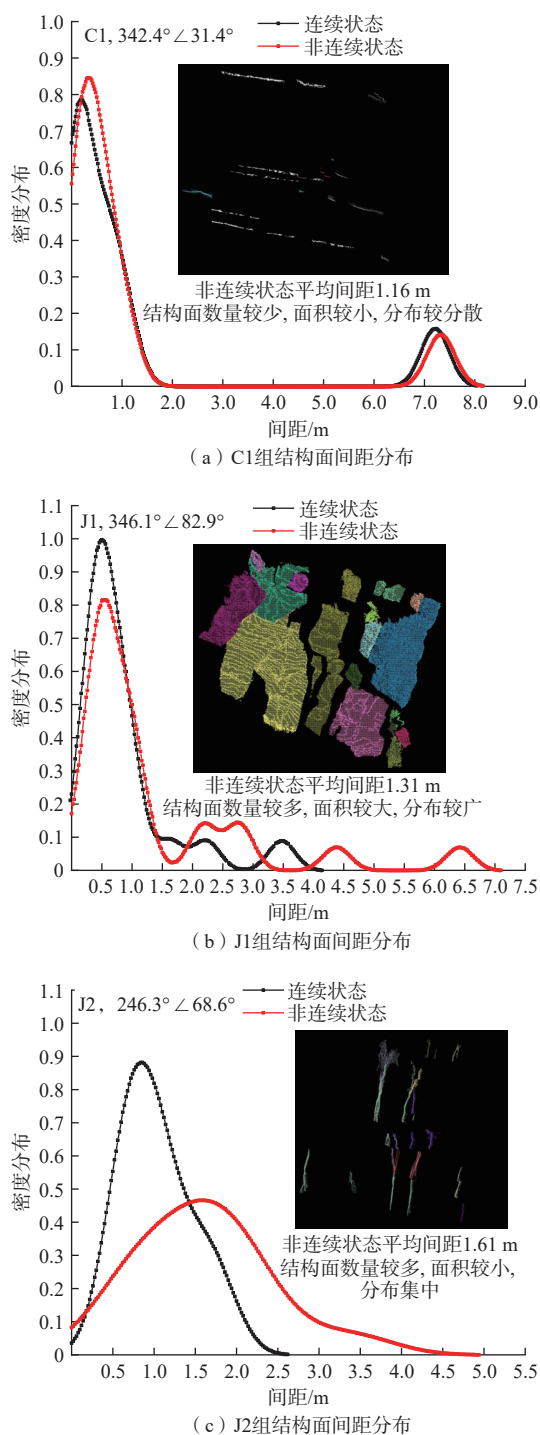 C1, 342.4°∠31.4°
连续状态
非连续状态
1.0
0.9
0.8
0.7
0.6
0.5
0.4
0.3
0.2
0.1
0
密度分布
非连续状态平均间距1.16 m
结构面数量较少, 面积较小, 分布较分散
1.0 2.0 3.0 4.0 5.0 6.0 7.0 8.0 9.0
间距/m
（a）C1组结构面间距分布
J1, 346.1°∠82.9°
连续状态
非连续状态
1.1
1.0
0.9
0.8
0.7
0.6
0.5
0.4
0.3
0.2
0.1
0
密度分布
非连续状态平均间距1.31 m
结构面数量较多, 面积较大, 分布较广
0.5 1.0 1.5 2.0 2.5 3.0 3.5 4.0 4.5 5.0 5.5 6.0 6.5 7.0 7.5
间距/m
（b）J1组结构面间距分布
J2，246.3°∠68.6°
连续状态
非连续状态
1.1
1.0
0.9
0.8
0.7
0.6
0.5
0.4
0.3
0.2
0.1
0
密度分布
非连续状态平均间距1.61 m
结构面数量较多, 面积较小,
分布集中
0.5 1.0 1.5 2.0 2.5 3.0 3.5 4.0 4.5 5.0 5.5
间距/m
（c）J2组结构面间距分布